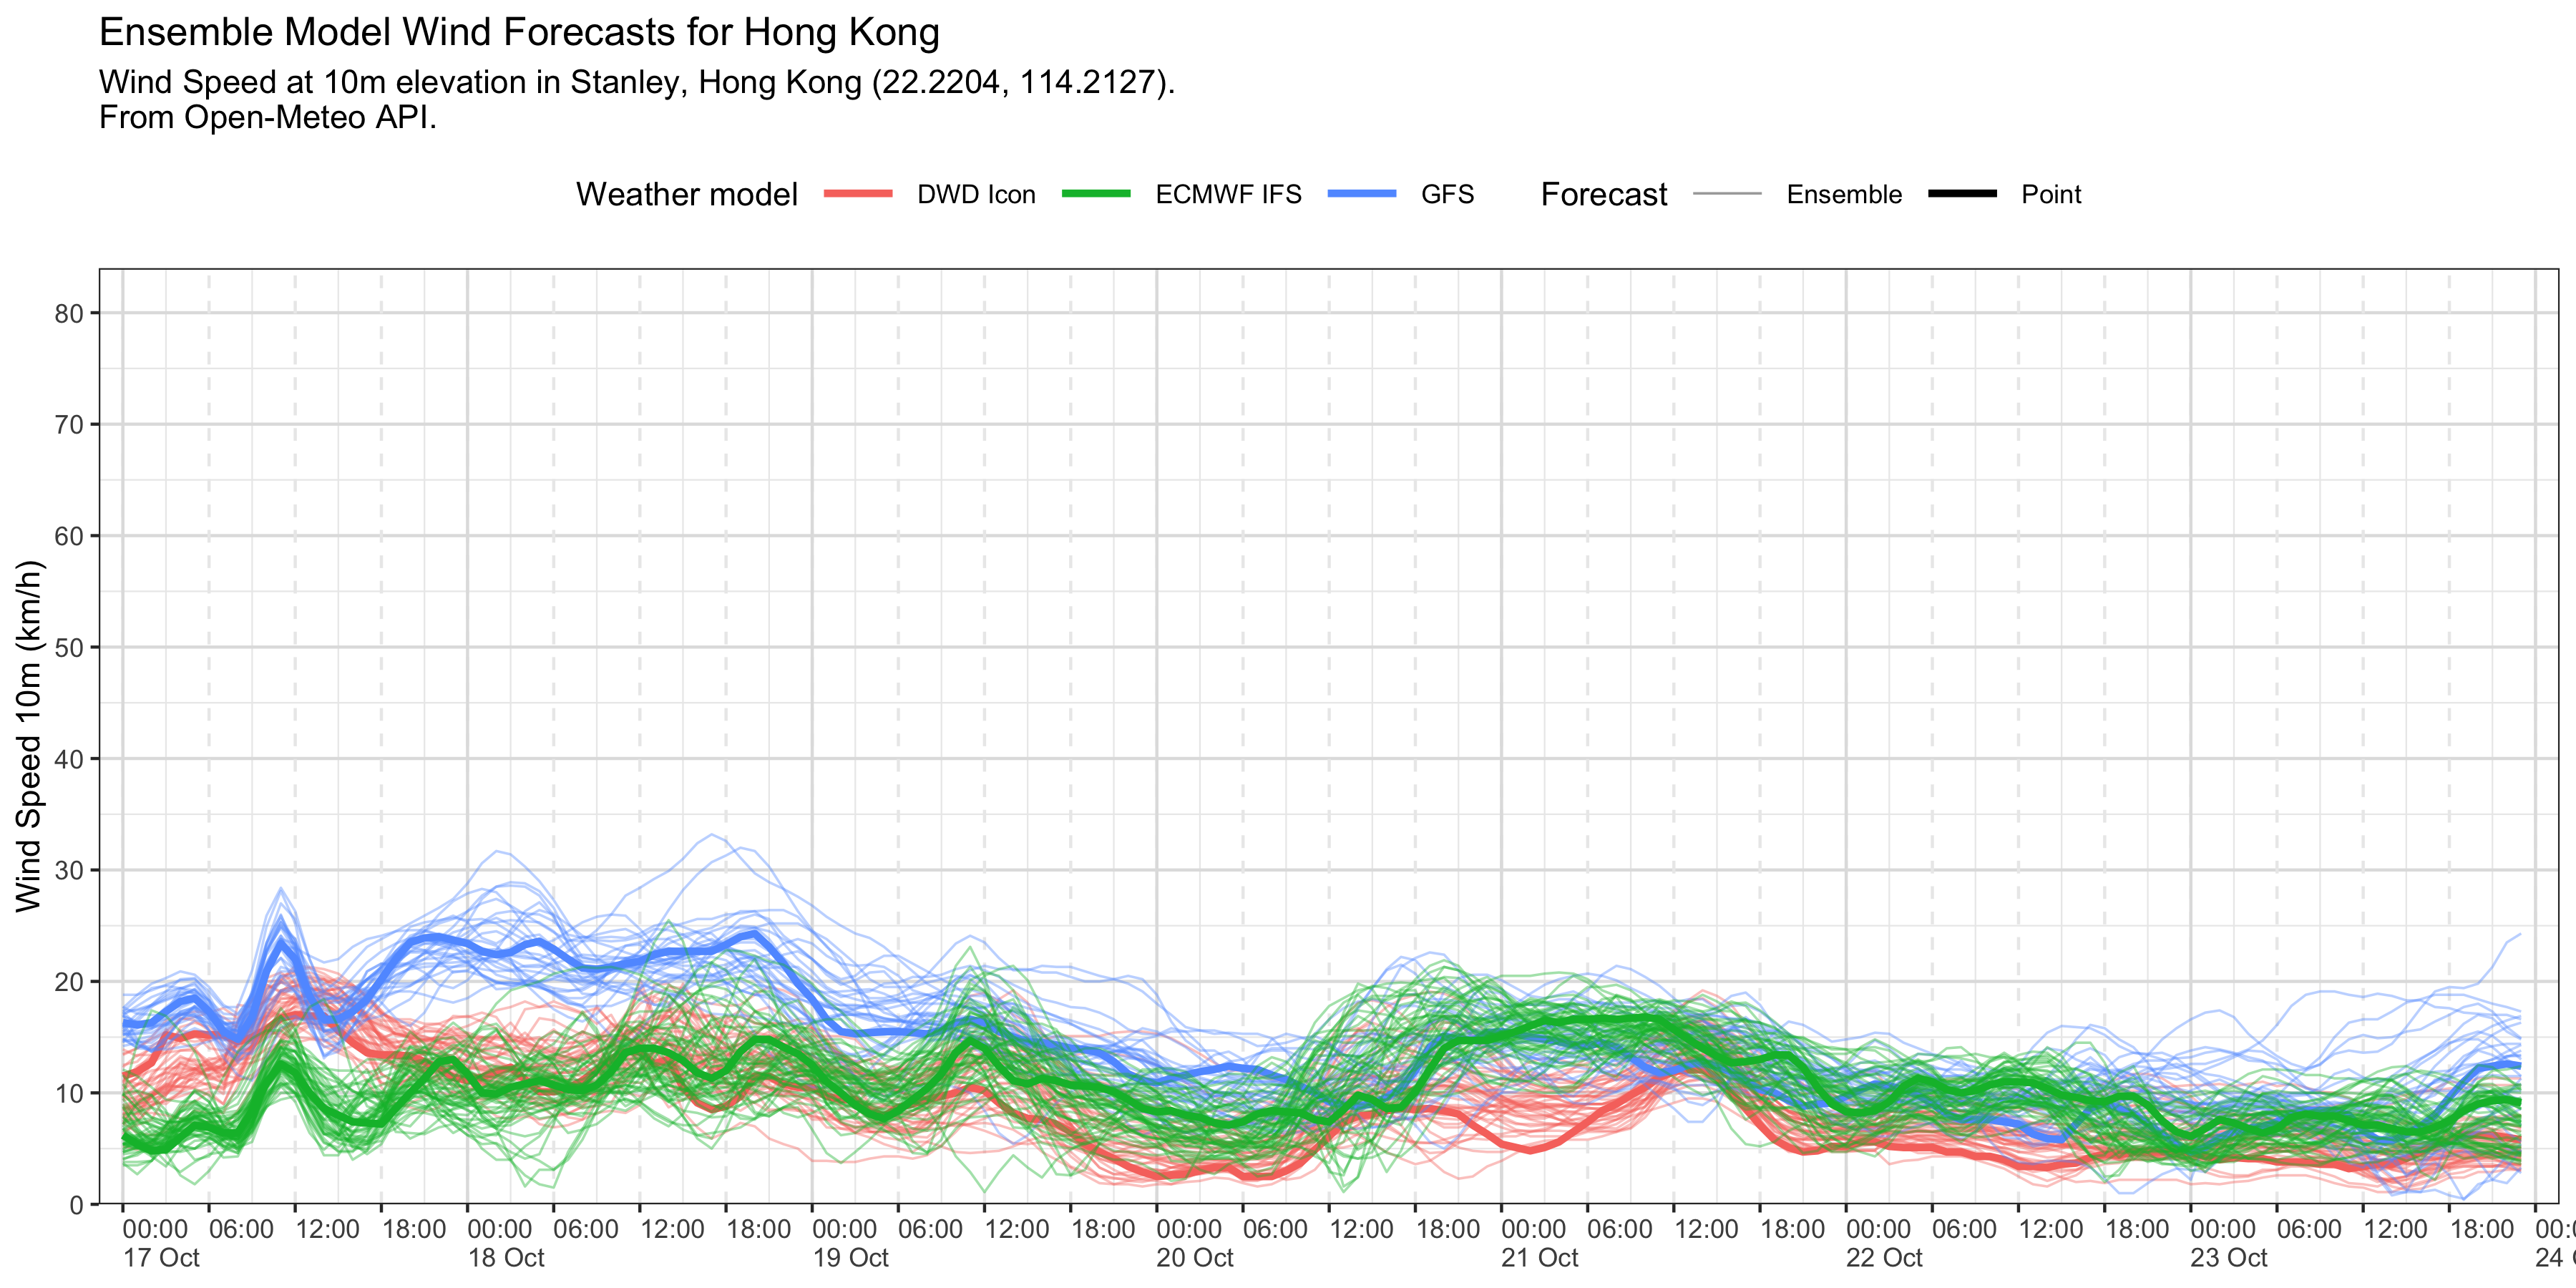 Ensemble Model Wind Forecasts for Hong Kong
Wind Speed at 10m elevation in Stanley, Hong Kong (22.2204, 114.2127).
From Open-Meteo API.
Weather model DWD Icon ECMWF IFS GFS Forecast Ensemble Point
Wind Speed 10m (km/h)
80
70
60
50
40
30
20
10
0
00:00 06:00 12:00 18:00 00:00 06:00 12:00 18:00 00:00 06:00 12:00 18:00 00:00 06:00 12:00 18:00 00:00 06:00 12:00 18:00 00:00 06:00 12:00 18:00 00:00 06:00 12:00 18:00
17 Oct 18 Oct 19 Oct 20 Oct 21 Oct 22 Oct 23 Oct 24